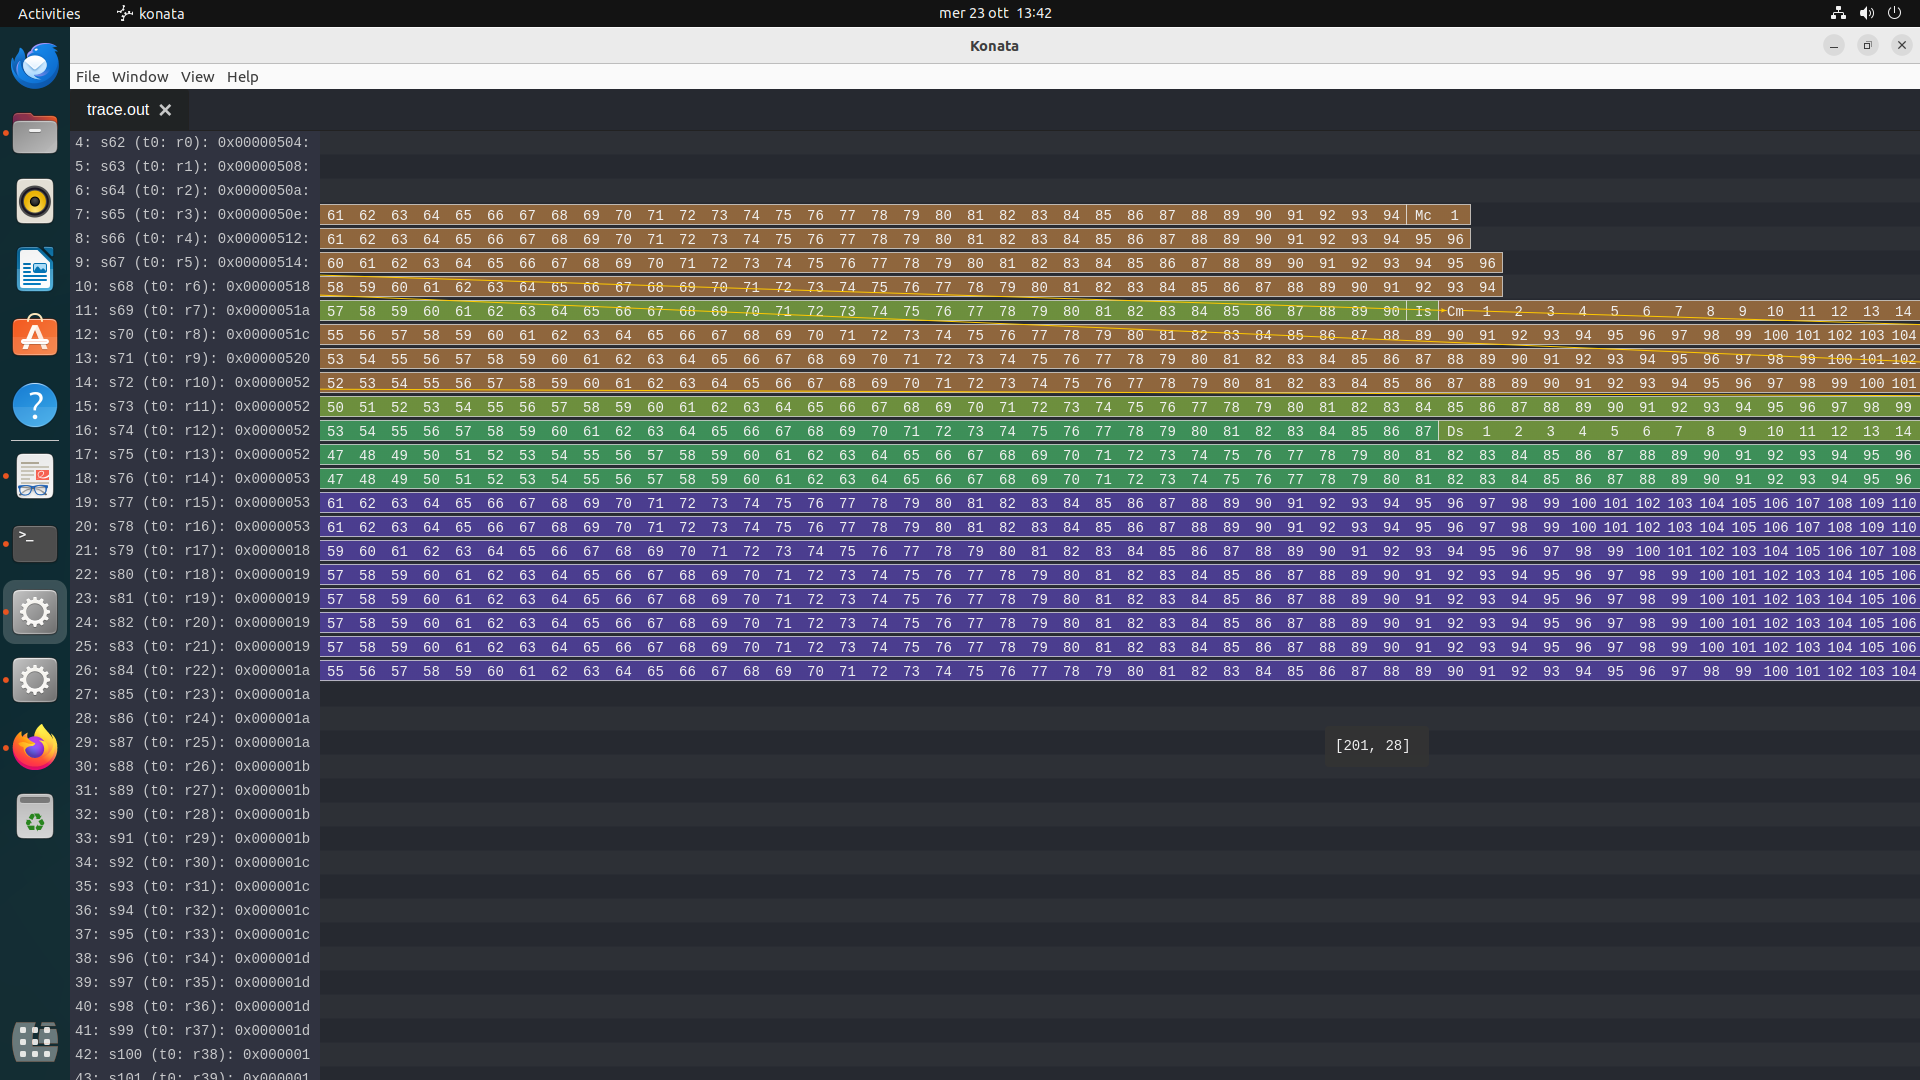 Activities konata mer 23 ott 13:42
Konata
File Window View Help
trace.out
4: s62 (t0: r0): 0x00000504:
5: s63 (t0: r1): 0x00000508:
6: s64 (t0: r2): 0x0000050a:
7: s65 (t0: r3): 0x0000050e: 61 62 63 64 65 66 67 68 69 70 71 72 73 74 75 76 77 78 79 80 81 82 83 84 85 86 87 88 89 90 91 92 93 94 Mc 1
8: s66 (t0: r4): 0x00000512: 61 62 63 64 65 66 67 68 69 70 71 72 73 74 75 76 77 78 79 80 81 82 83 84 85 86 87 88 89 90 91 92 93 94 95 96
9: s67 (t0: r5): 0x00000514: 60 61 62 63 64 65 66 67 68 69 70 71 72 73 74 75 76 77 78 79 80 81 82 83 84 85 86 87 88 89 90 91 92 93 94 95 96
10: s68 (t0: r6): 0x00000518 58 59 60 61 62 63 64 65 66 67 68 69 70 71 72 73 74 75 76 77 78 79 80 81 82 83 84 85 86 87 88 89 90 91 92 93 94
11: s69 (t0: r7): 0x0000051a 57 58 59 60 61 62 63 64 65 66 67 68 69 70 71 72 73 74 75 76 77 78 79 80 81 82 83 84 85 86 87 88 89 90 Is Cm 1 2 3 4 5 6 7 8 9 10 11 12 13 14
12: s70 (t0: r8): 0x0000051c 55 56 57 58 59 60 61 62 63 64 65 66 67 68 69 70 71 72 73 74 75 76 77 78 79 80 81 82 83 84 85 86 87 88 89 90 91 92 93 94 95 96 97 98 99 100 101 102 103 104
13: s71 (t0: r9): 0x00000520 53 54 55 56 57 58 59 60 61 62 63 64 65 66 67 68 69 70 71 72 73 74 75 76 77 78 79 80 81 82 83 84 85 86 87 88 89 90 91 92 93 94 95 96 97 98 99 100 101 102
14: s72 (t0: r10): 0x0000052 52 53 54 55 56 57 58 59 60 61 62 63 64 65 66 67 68 69 70 71 72 73 74 75 76 77 78 79 80 81 82 83 84 85 86 87 88 89 90 91 92 93 94 95 96 97 98 99 100 101
15: s73 (t0: r11): 0x0000052 50 51 52 53 54 55 56 57 58 59 60 61 62 63 64 65 66 67 68 69 70 71 72 73 74 75 76 77 78 79 80 81 82 83 84 85 86 87 88 89 90 91 92 93 94 95 96 97 98 99
16: s74 (t0: r12): 0x0000052 53 54 55 56 57 58 59 60 61 62 63 64 65 66 67 68 69 70 71 72 73 74 75 76 77 78 79 80 81 82 83 84 85 86 87 Ds 1 2 3 4 5 6 7 8 9 10 11 12 13 14
17: s75 (t0: r13): 0x0000052 47 48 49 50 51 52 53 54 55 56 57 58 59 60 61 62 63 64 65 66 67 68 69 70 71 72 73 74 75 76 77 78 79 80 81 82 83 84 85 86 87 88 89 90 91 92 93 94 95 96
18: s76 (t0: r14): 0x0000053 47 48 49 50 51 52 53 54 55 56 57 58 59 60 61 62 63 64 65 66 67 68 69 70 71 72 73 74 75 76 77 78 79 80 81 82 83 84 85 86 87 88 89 90 91 92 93 94 95 96
19: s77 (t0: r15): 0x0000053 61 62 63 64 65 66 67 68 69 70 71 72 73 74 75 76 77 78 79 80 81 82 83 84 85 86 87 88 89 90 91 92 93 94 95 96 97 98 99 100 101 102 103 104 105 106 107 108 109 110
20: s78 (t0: r16): 0x0000053 61 62 63 64 65 66 67 68 69 70 71 72 73 74 75 76 77 78 79 80 81 82 83 84 85 86 87 88 89 90 91 92 93 94 95 96 97 98 99 100 101 102 103 104 105 106 107 108 109 110
21: s79 (t0: r17): 0x0000018 59 60 61 62 63 64 65 66 67 68 69 70 71 72 73 74 75 76 77 78 79 80 81 82 83 84 85 86 87 88 89 90 91 92 93 94 95 96 97 98 99 100 101 102 103 104 105 106 107 108
22: s80 (t0: r18): 0x0000019 57 58 59 60 61 62 63 64 65 66 67 68 69 70 71 72 73 74 75 76 77 78 79 80 81 82 83 84 85 86 87 88 89 90 91 92 93 94 95 96 97 98 99 100 101 102 103 104 105 106
23: s81 (t0: r19): 0x0000019 57 58 59 60 61 62 63 64 65 66 67 68 69 70 71 72 73 74 75 76 77 78 79 80 81 82 83 84 85 86 87 88 89 90 91 92 93 94 95 96 97 98 99 100 101 102 103 104 105 106
24: s82 (t0: r20): 0x0000019 57 58 59 60 61 62 63 64 65 66 67 68 69 70 71 72 73 74 75 76 77 78 79 80 81 82 83 84 85 86 87 88 89 90 91 92 93 94 95 96 97 98 99 100 101 102 103 104 105 106
25: s83 (t0: r21): 0x0000019 57 58 59 60 61 62 63 64 65 66 67 68 69 70 71 72 73 74 75 76 77 78 79 80 81 82 83 84 85 86 87 88 89 90 91 92 93 94 95 96 97 98 99 100 101 102 103 104 105 106
26: s84 (t0: r22): 0x000001a 55 56 57 58 59 60 61 62 63 64 65 66 67 68 69 70 71 72 73 74 75 76 77 78 79 80 81 82 83 84 85 86 87 88 89 90 91 92 93 94 95 96 97 98 99 100 101 102 103 104
27: s85 (t0: r23): 0x000001a
28: s86 (t0: r24): 0x000001a
29: s87 (t0: r25): 0x000001a [201, 28]
30: s88 (t0: r26): 0x000001b
31: s89 (t0: r27): 0x000001b
32: s90 (t0: r28): 0x000001b
33: s91 (t0: r29): 0x000001b
34: s92 (t0: r30): 0x000001c
35: s93 (t0: r31): 0x000001c
36: s94 (t0: r32): 0x000001c
37: s95 (t0: r33): 0x000001c
38: s96 (t0: r34): 0x000001d
39: s97 (t0: r35): 0x000001d
40: s98 (t0: r36): 0x000001d
41: s99 (t0: r37): 0x000001d
42: s100 (t0: r38): 0x000001
43: s101 (t0: r39): 0x000001